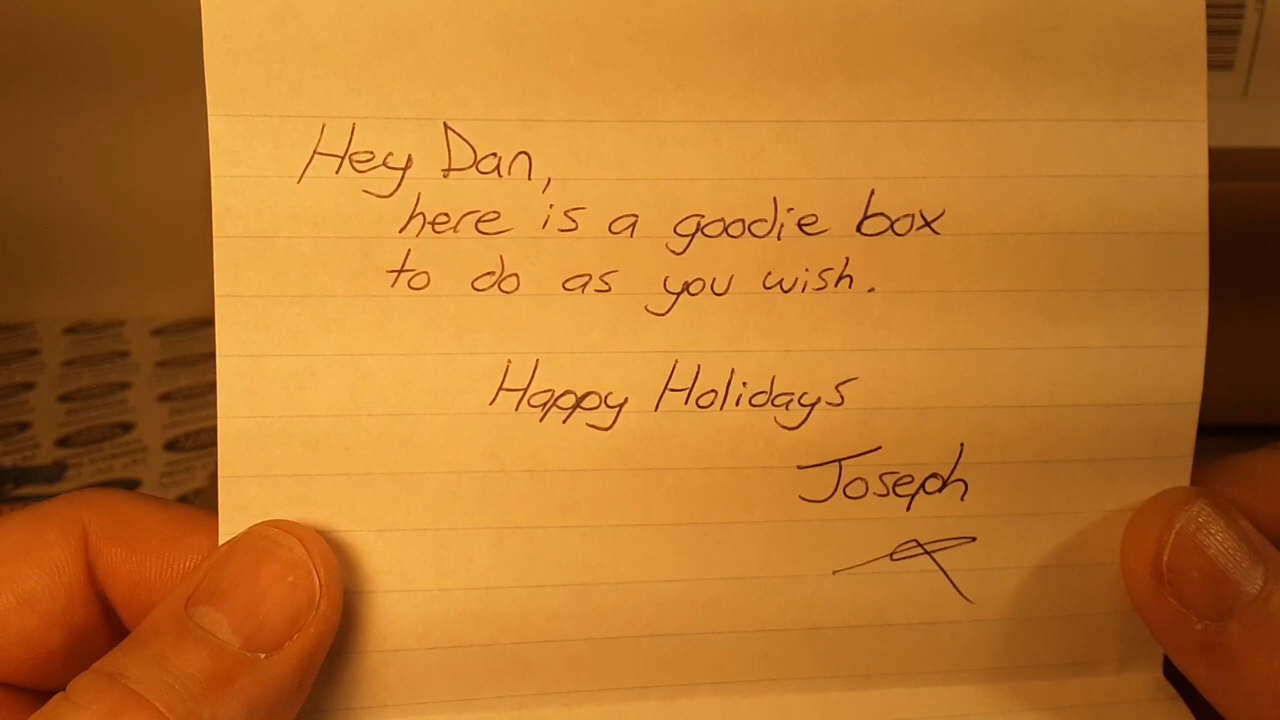 Hey Dan,
here is a goodie box
to do as you wish.
Happy Holidays
Joseph